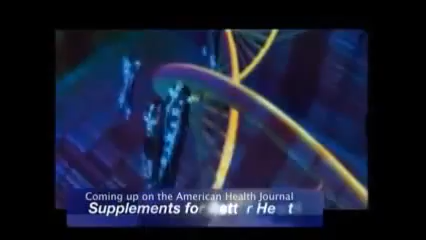 Coming up on the American Health Journal
Supplements for